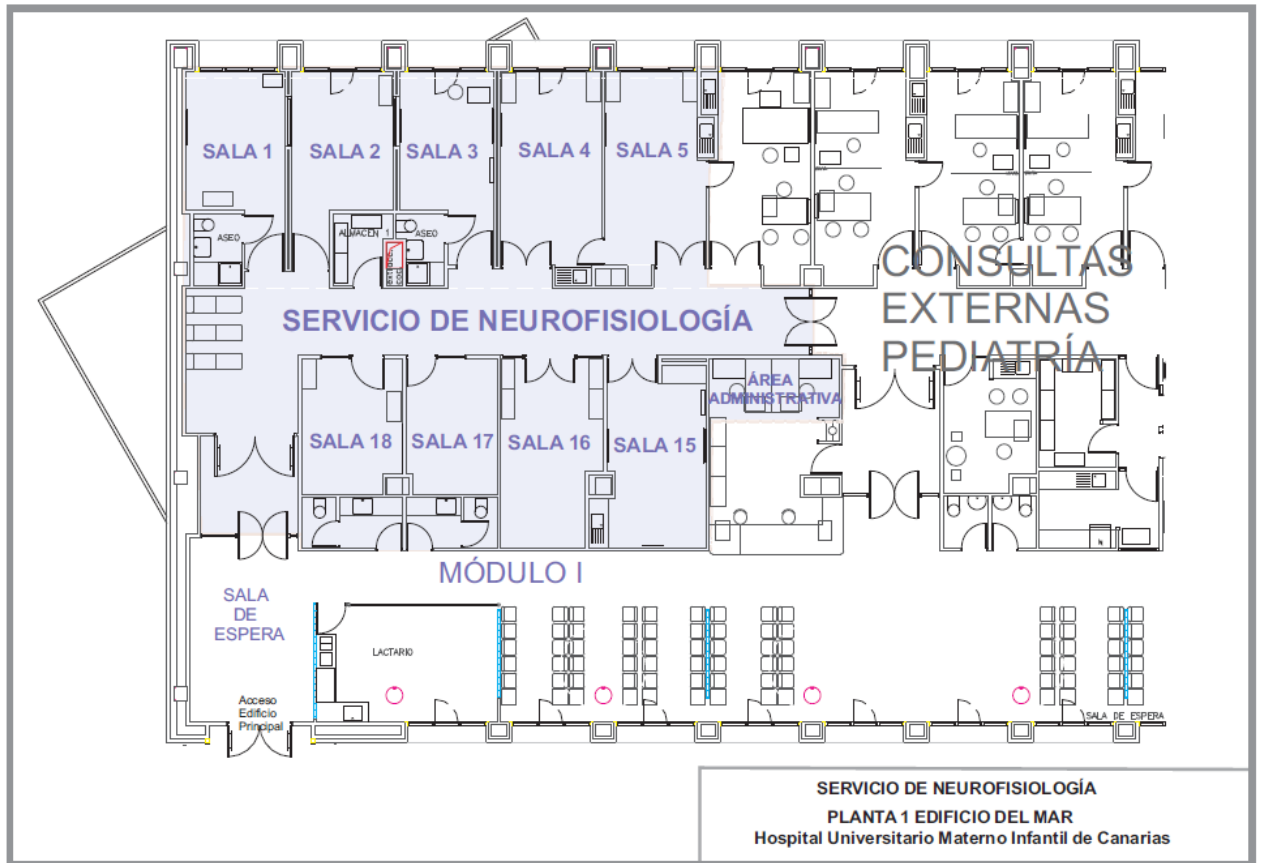 SALA 1
SALA 2
SALA 3
SALA 4
SALA 5
ASEO
ALMACEN 1
ASEO
SERVICIO DE NEUROFISIOLOGÍA
CONSULTAS
EXTERNAS
PEDIATRÍA
ÁREA
ADMINISTRATIVA
SALA 18
SALA 17
SALA 16
SALA 15
MÓDULO I
SALA
DE
ESPERA
LACTARIO
Acceso
Edificio
Principal
SALA DE ESPERA
SERVICIO DE NEUROFISIOLOGÍA
PLANTA 1 EDIFICIO DEL MAR
Hospital Universitario Materno Infantil de Canarias